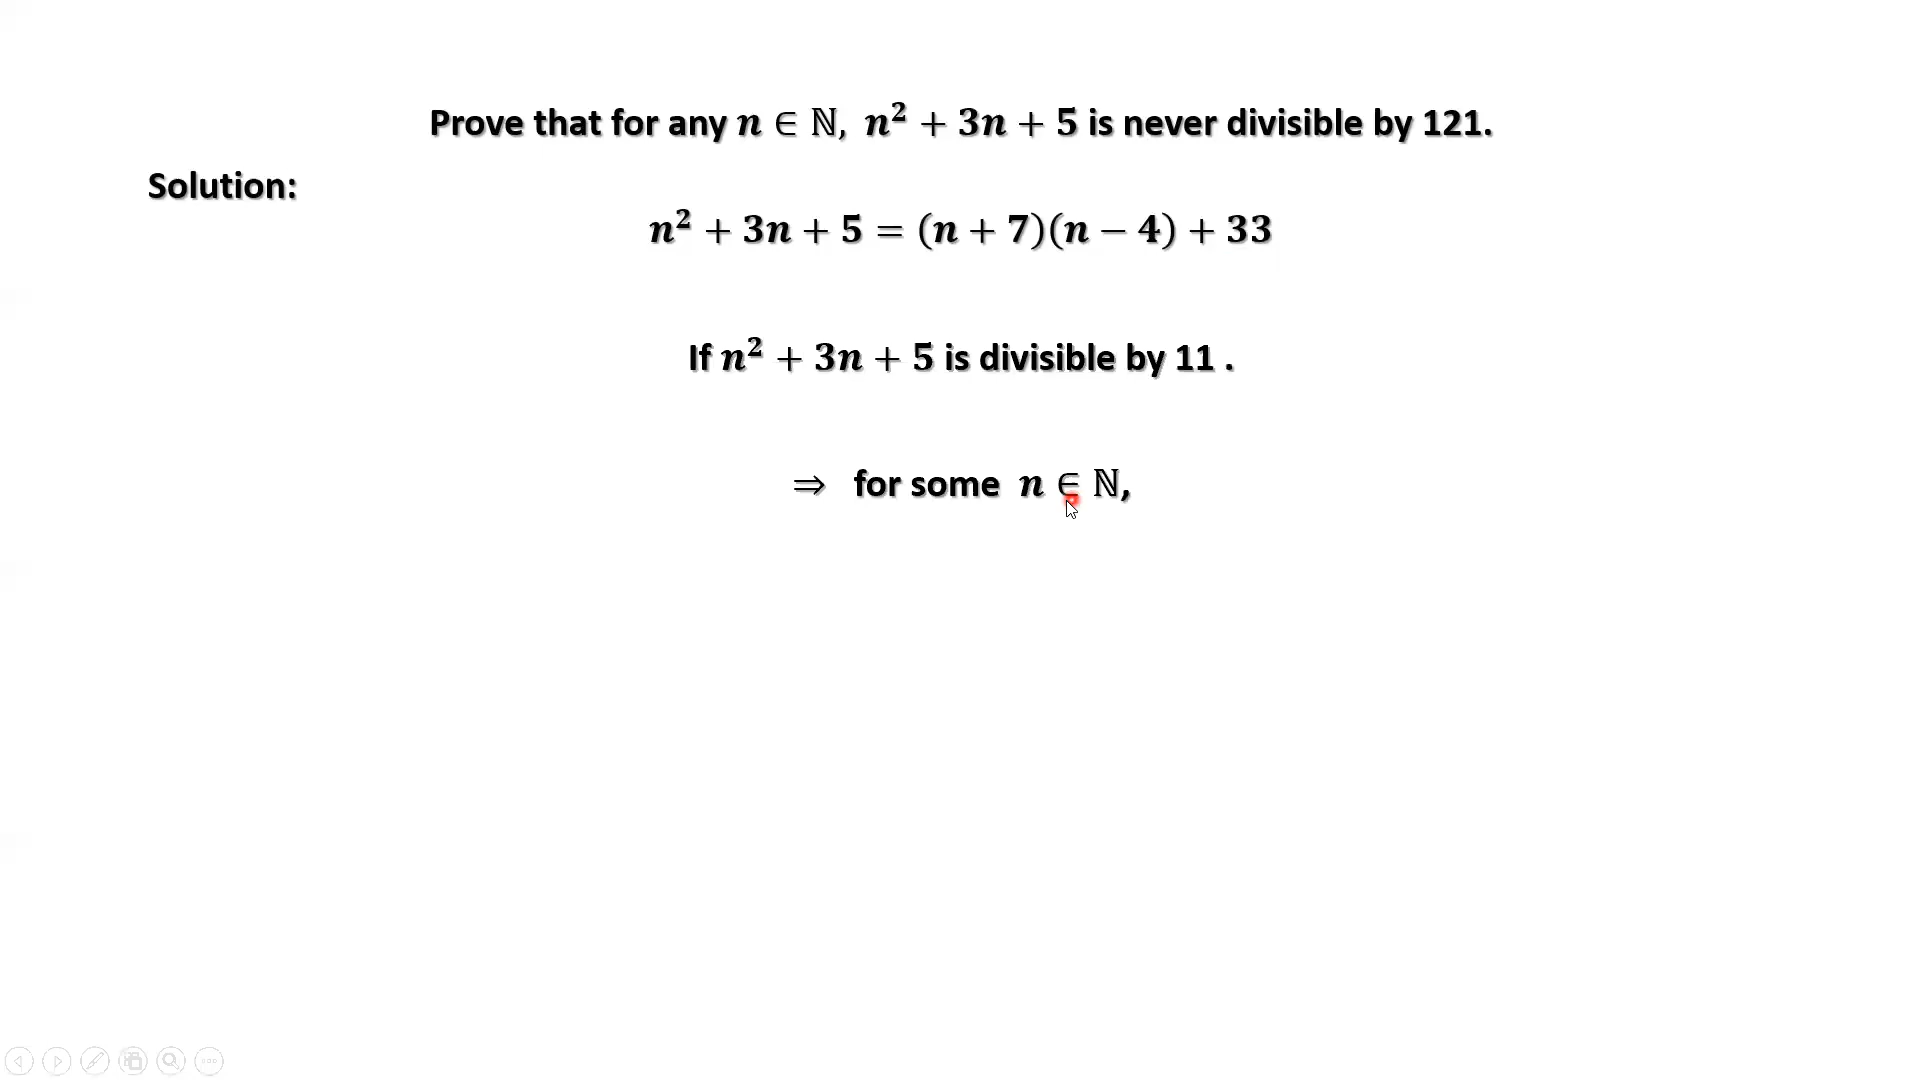 Prove that for any n ∈ ℕ, n² + 3n + 5 is never divisible by 121.
Solution:
n² + 3n + 5 = (n + 7)(n − 4) + 33
If n² + 3n + 5 is divisible by 11 .
⇒ for some n ∈ ℕ,